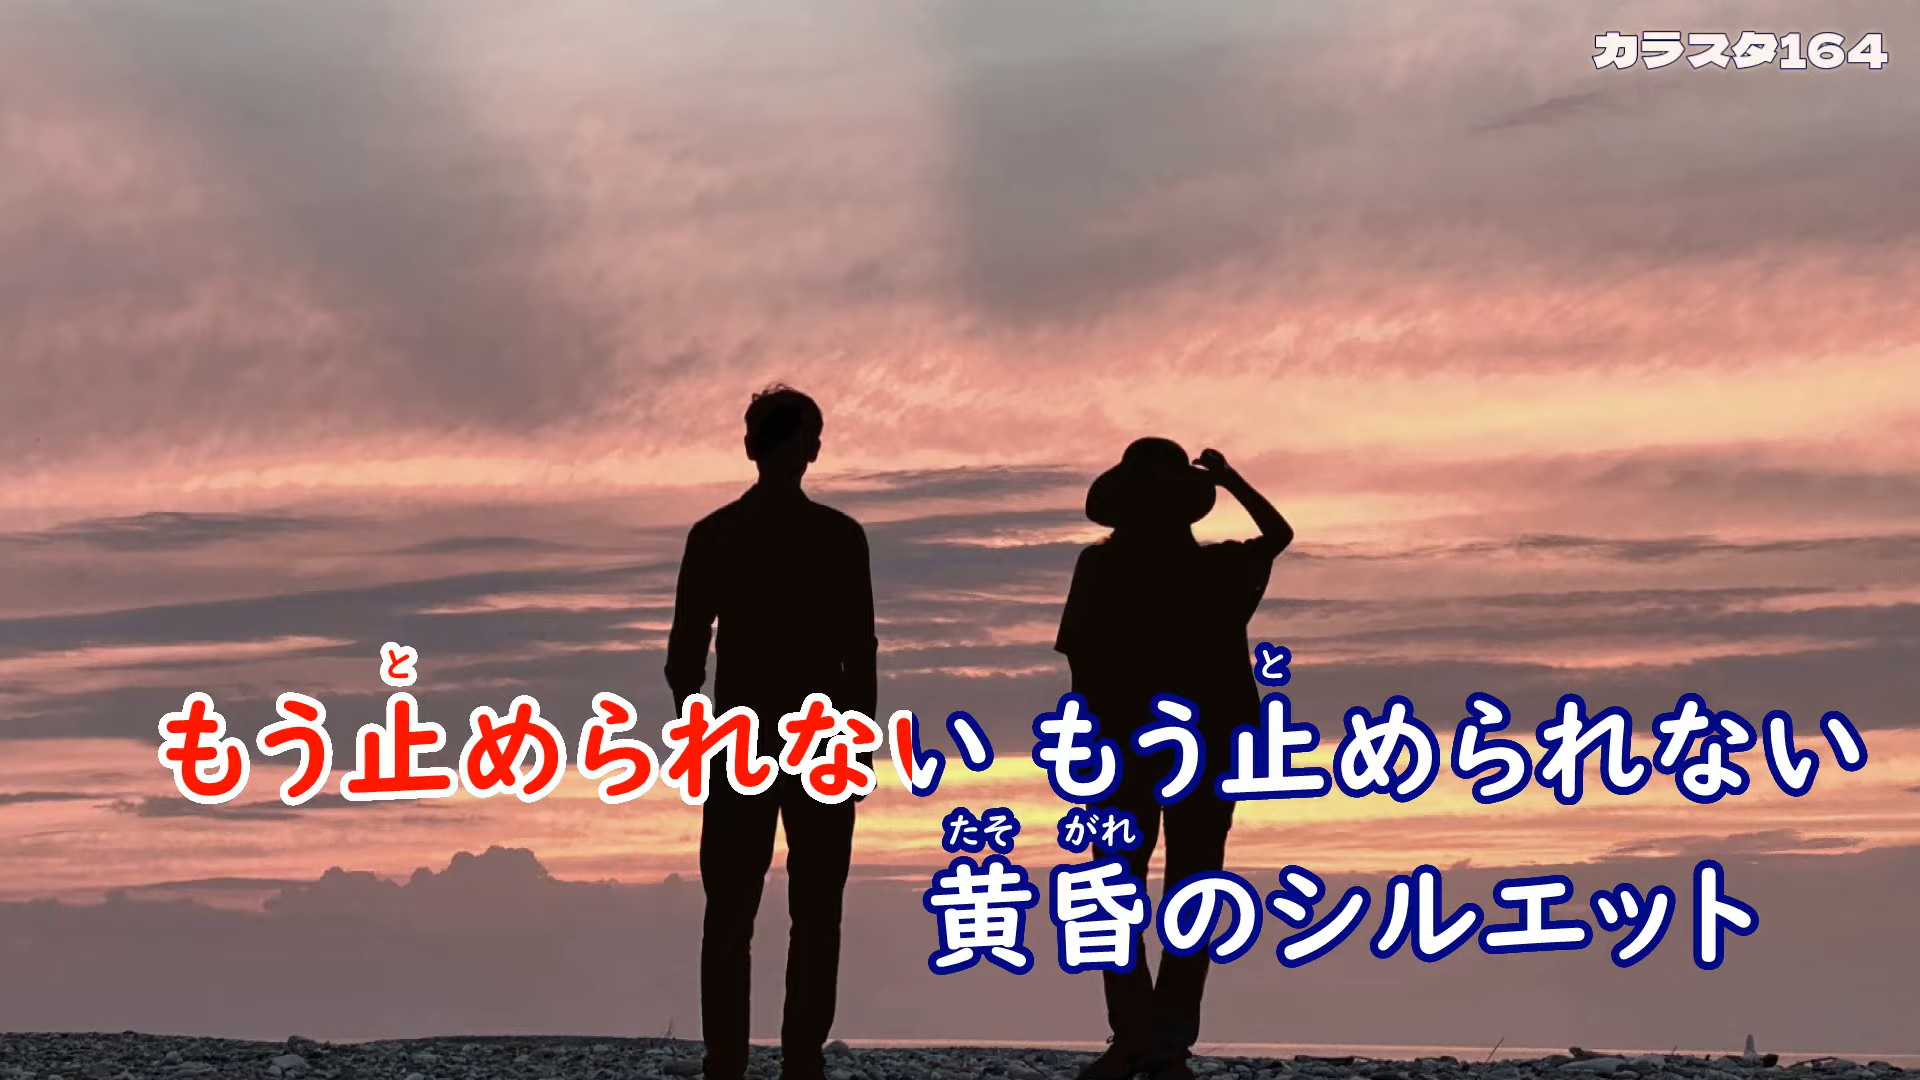 カラスタ164
と と
もう止められない もう止められない
たそ がれ
黄昏のシルエット